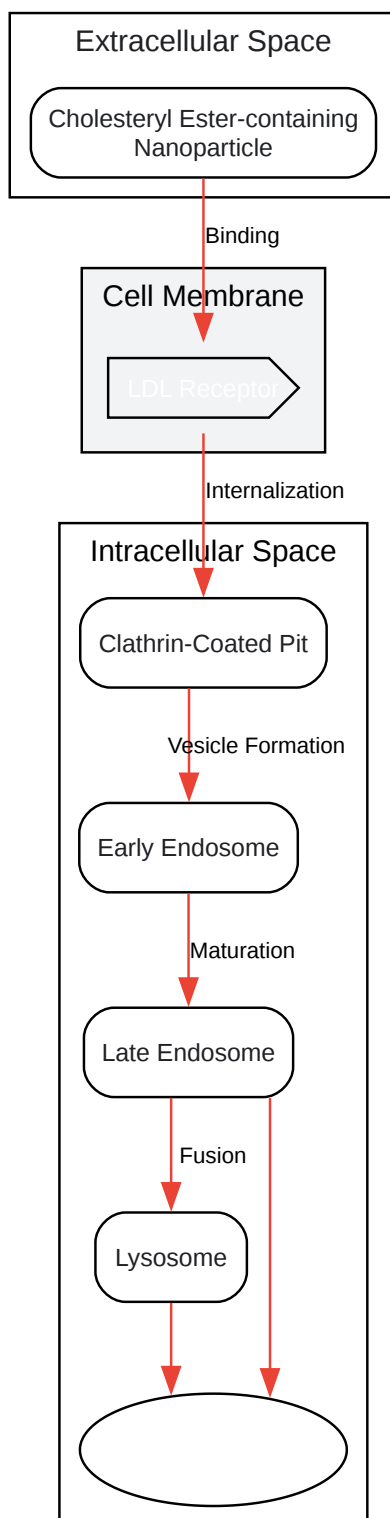 Extracellular Space
Cholesteryl Ester-containing
Nanoparticle
Binding
Cell Membrane
LDL Receptor
Internalization
Intracellular Space
Clathrin-Coated Pit
Vesicle Formation
Early Endosome
Maturation
Late Endosome
Fusion
Lysosome